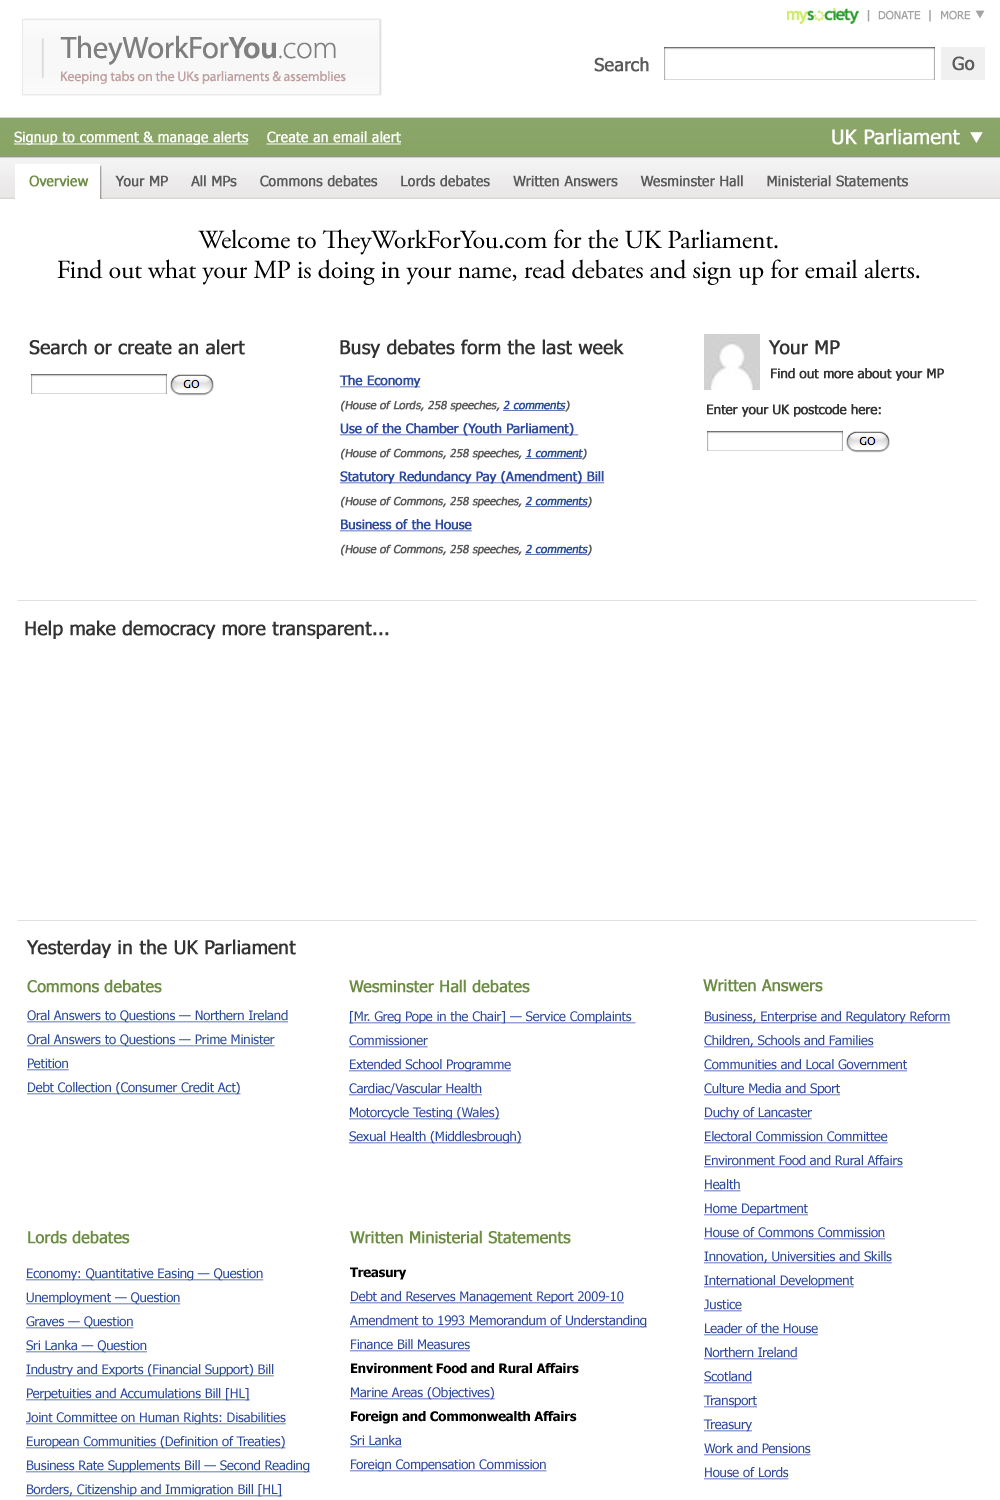 mysociety | DONATE | MORE ▼
TheyWorkForYou.com
Keeping tabs on the UKs parliaments & assemblies
Search
Go
Signup to comment & manage alerts
Create an email alert
UK Parliament ▼
Overview
Your MP
All MPs
Commons debates
Lords debates
Written Answers
Wesminster Hall
Ministerial Statements
Welcome to TheyWorkForYou.com for the UK Parliament.
Find out what your MP is doing in your name, read debates and sign up for email alerts.
Search or create an alert
GO
Busy debates form the last week
The Economy
(House of Lords, 258 speeches, 2 comments)
Use of the Chamber (Youth Parliament)
(House of Commons, 258 speeches, 1 comment)
Statutory Redundancy Pay (Amendment) Bill
(House of Commons, 258 speeches, 2 comments)
Business of the House
(House of Commons, 258 speeches, 2 comments)
Your MP
Find out more about your MP
Enter your UK postcode here:
GO
Help make democracy more transparent...
Yesterday in the UK Parliament
Commons debates
Oral Answers to Questions — Northern Ireland
Oral Answers to Questions — Prime Minister
Petition
Debt Collection (Consumer Credit Act)
Wesminster Hall debates
[Mr. Greg Pope in the Chair] — Service Complaints
Commissioner
Extended School Programme
Cardiac/Vascular Health
Motorcycle Testing (Wales)
Sexual Health (Middlesbrough)
Written Answers
Business, Enterprise and Regulatory Reform
Children, Schools and Families
Communities and Local Government
Culture Media and Sport
Duchy of Lancaster
Electoral Commission Committee
Environment Food and Rural Affairs
Health
Home Department
House of Commons Commission
Innovation, Universities and Skills
International Development
Justice
Leader of the House
Northern Ireland
Scotland
Transport
Treasury
Work and Pensions
House of Lords
Lords debates
Economy: Quantitative Easing — Question
Unemployment — Question
Graves — Question
Sri Lanka — Question
Industry and Exports (Financial Support) Bill
Perpetuities and Accumulations Bill [HL]
Joint Committee on Human Rights: Disabilities
European Communities (Definition of Treaties)
Business Rate Supplements Bill — Second Reading
Borders, Citizenship and Immigration Bill [HL]
Written Ministerial Statements
Treasury
Debt and Reserves Management Report 2009-10
Amendment to 1993 Memorandum of Understanding
Finance Bill Measures
Environment Food and Rural Affairs
Marine Areas (Objectives)
Foreign and Commonwealth Affairs
Sri Lanka
Foreign Compensation Commission